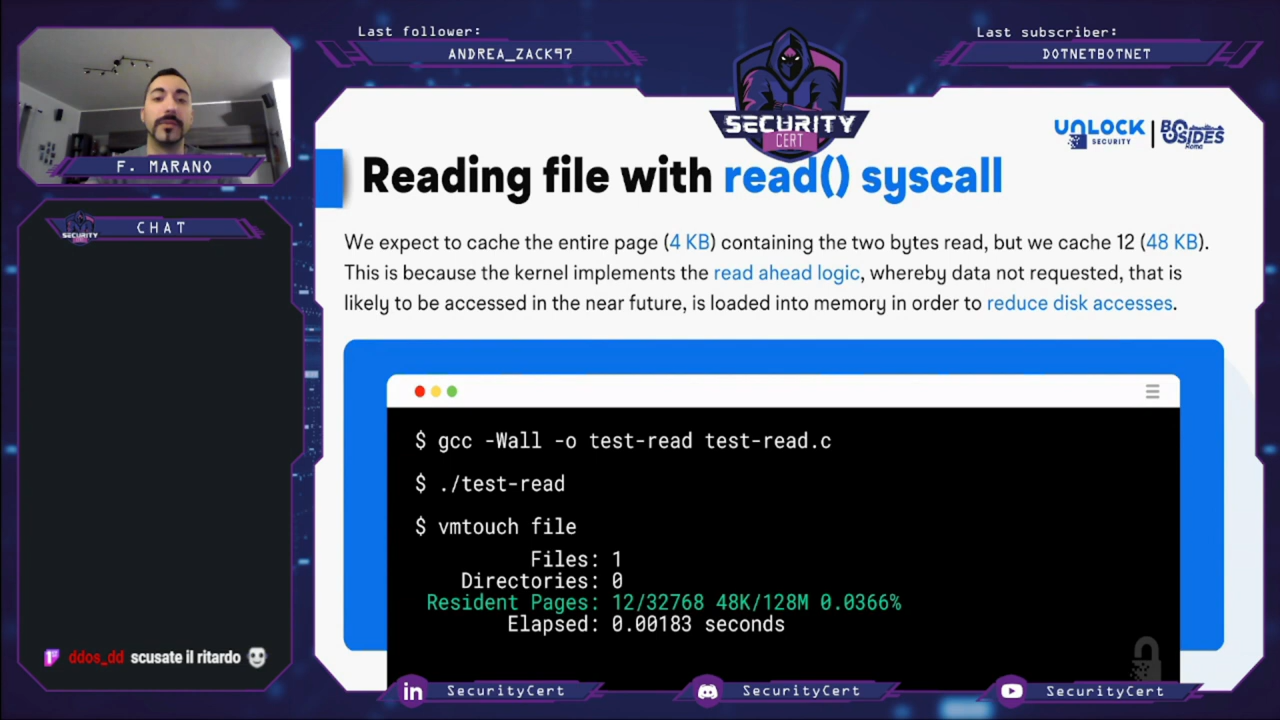 Last follower:
ANDREA_ZACK97
Last subscriber:
DOTNETBOTNET
SECURITY
CERT
UNLOCK
SECURITY
BSIDES
Roma
F. MARANO
SECURITY
CHAT
Reading file with read() syscall
We expect to cache the entire page (4 KB) containing the two bytes read, but we cache 12 (48 KB).
This is because the kernel implements the read ahead logic, whereby data not requested, that is
likely to be accessed in the near future, is loaded into memory in order to reduce disk accesses.
$ gcc -Wall -o test-read test-read.c
$ ./test-read
$ vmtouch file
Files: 1
Directories: 0
Resident Pages: 12/32768 48K/128M 0.0366%
Elapsed: 0.00183 seconds
ddos_dd scusate il ritardo
in SecurityCert
SecurityCert
SecurityCert